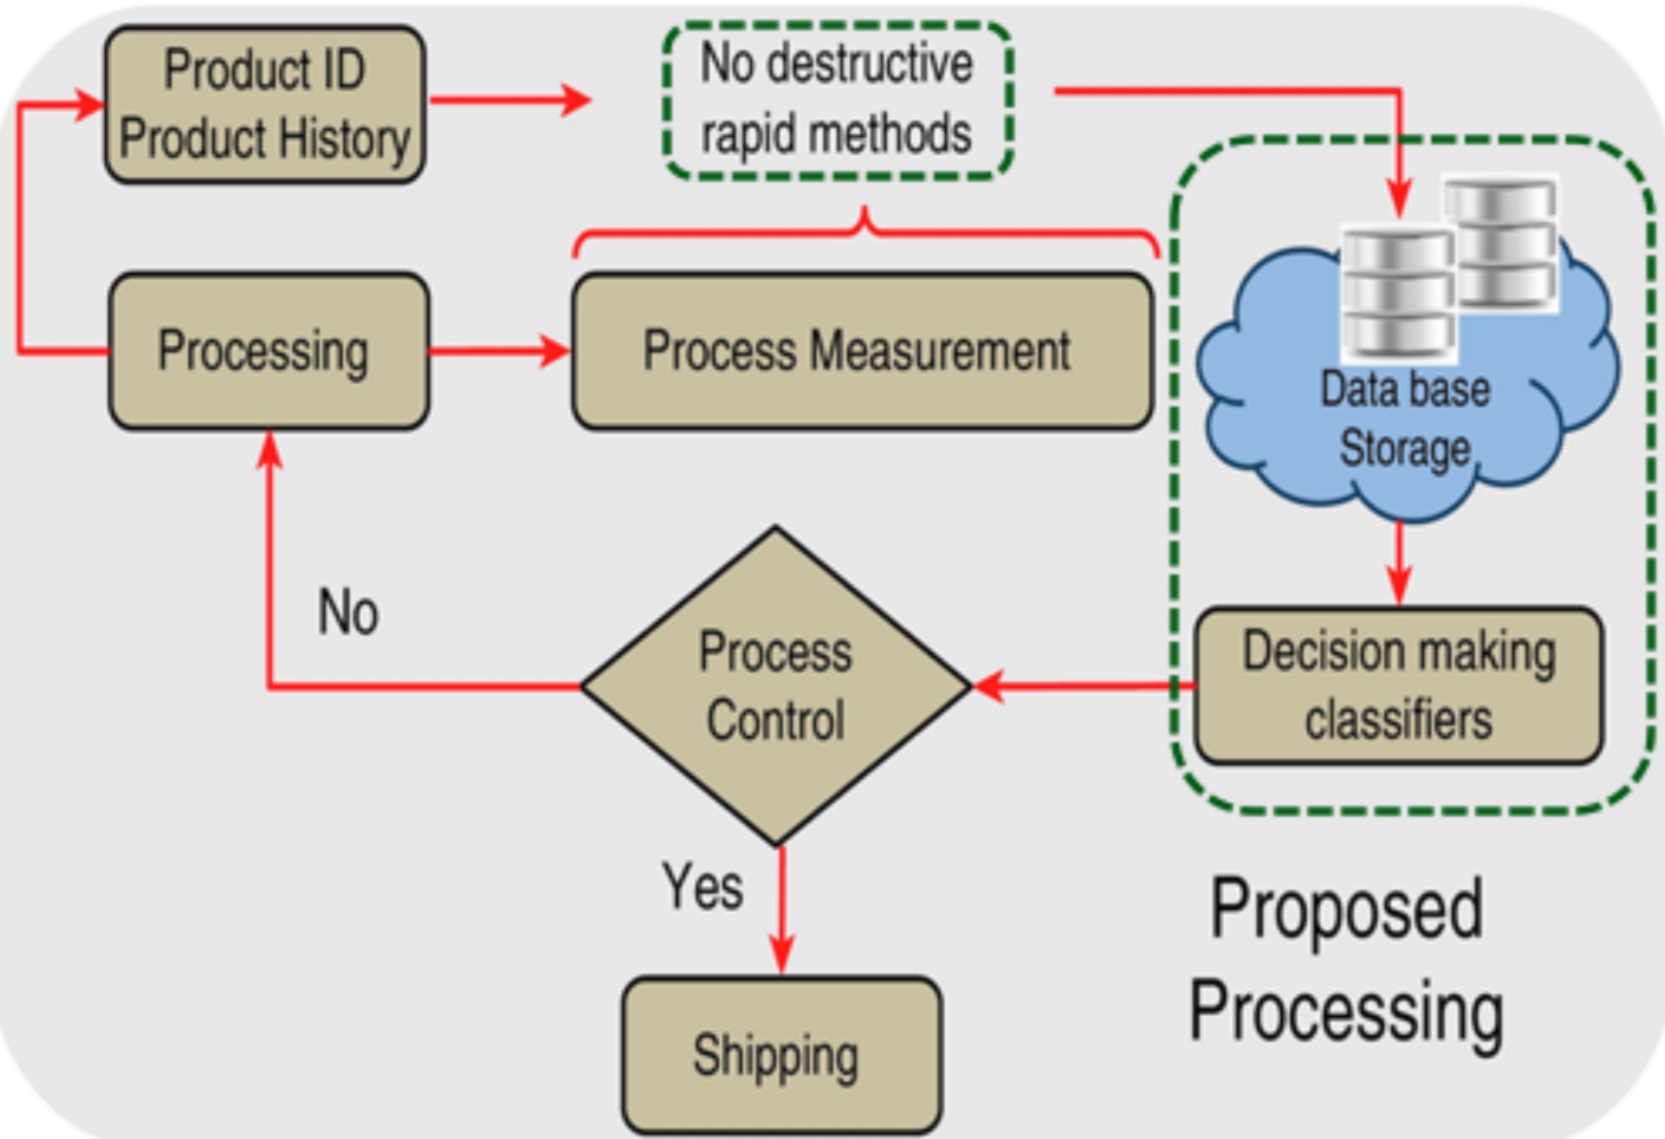 Product ID
Product History
No destructive
rapid methods
Processing
Process Measurement
Data base
Storage
No
Process
Control
Decision making
classifiers
Yes
Proposed
Processing
Shipping